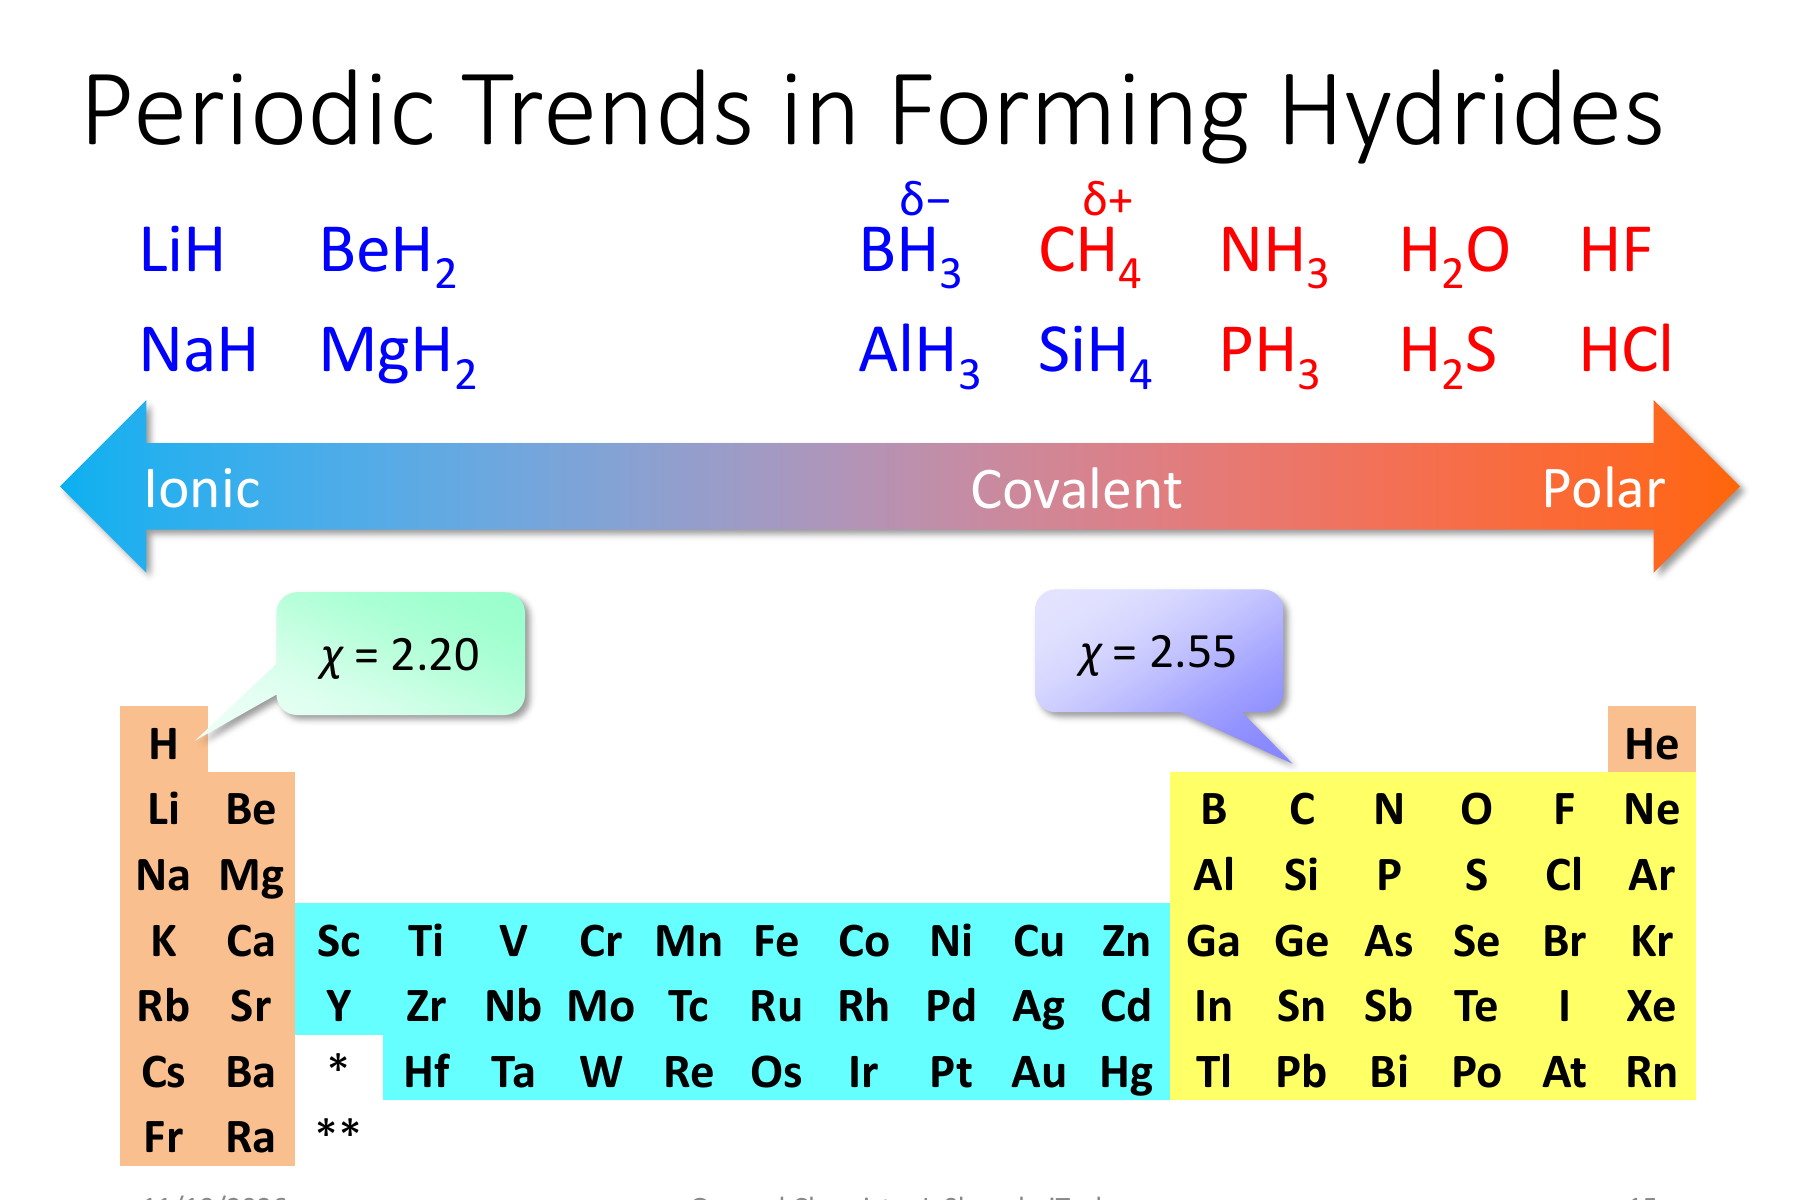 Periodic Trends in Forming Hydrides
δ− δ+
LiH BeH₂ BH₃ CH₄ NH₃ H₂O HF
NaH MgH₂ AlH₃ SiH₄ PH₃ H₂S HCl
Ionic Covalent Polar
χ = 2.20 χ = 2.55
H He
Li Be B C N O F Ne
Na Mg Al Si P S Cl Ar
K Ca Sc Ti V Cr Mn Fe Co Ni Cu Zn Ga Ge As Se Br Kr
Rb Sr Y Zr Nb Mo Tc Ru Rh Pd Ag Cd In Sn Sb Te I Xe
Cs Ba * Hf Ta W Re Os Ir Pt Au Hg Tl Pb Bi Po At Rn
Fr Ra **